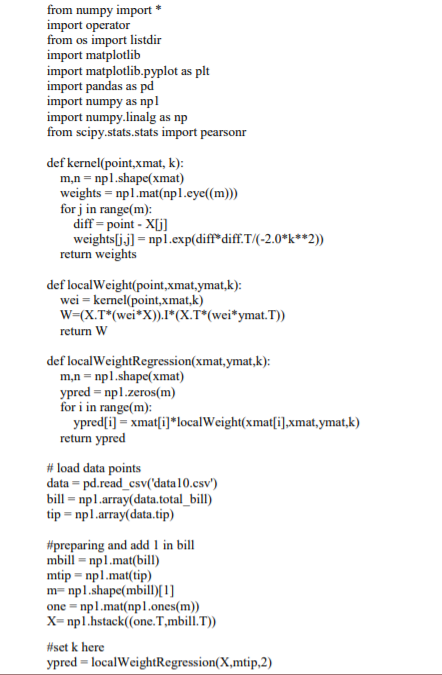 from numpy import *
import operator
from os import listdir
import matplotlib
import matplotlib.pyplot as plt
import pandas as pd
import numpy as np1
import numpy.linalg as np
from scipy.stats.stats import pearsonr
def kernel(point,xmat, k):
m,n = np1.shape(xmat)
weights = np1.mat(np1.eye((m)))
for j in range(m):
diff = point - X[j]
weights[j,j] = np1.exp(diff*diff.T/(-2.0*k**2))
return weights
def localWeight(point,xmat,ymat,k):
wei = kernel(point,xmat,k)
W=(X.T*(wei*X)).I*(X.T*(wei*ymat.T))
return W
def localWeightRegression(xmat,ymat,k):
m,n = np1.shape(xmat)
ypred = np1.zeros(m)
for i in range(m):
ypred[i] = xmat[i]*localWeight(xmat[i],xmat,ymat,k)
return ypred
# load data points
data = pd.read_csv('data10.csv')
bill = np1.array(data.total_bill)
tip = np1.array(data.tip)
#preparing and add 1 in bill
mbill = np1.mat(bill)
mtip = np1.mat(tip)
m= np1.shape(mbill)[1]
one = np1.mat(np1.ones(m))
X= np1.hstack((one.T,mbill.T))
#set k here
ypred = localWeightRegression(X,mtip,2)